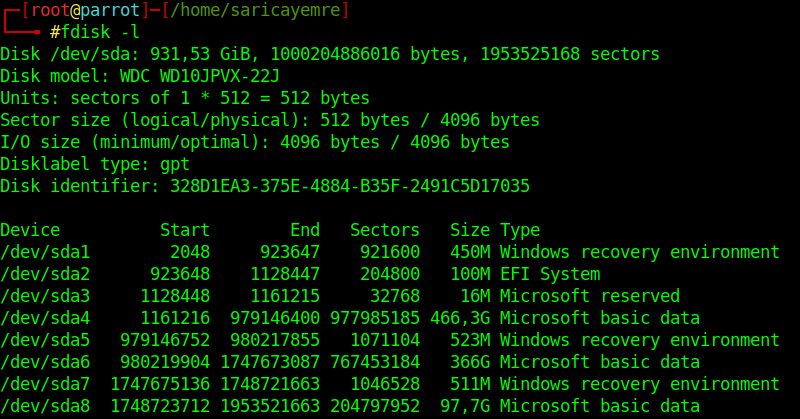 [root@parrot]─[/home/saricayemre]
#fdisk -l
Disk /dev/sda: 931,53 GiB, 1000204886016 bytes, 1953525168 sectors
Disk model: WDC WD10JPVX-22J
Units: sectors of 1 * 512 = 512 bytes
Sector size (logical/physical): 512 bytes / 4096 bytes
I/O size (minimum/optimal): 4096 bytes / 4096 bytes
Disklabel type: gpt
Disk identifier: 328D1EA3-375E-4884-B35F-2491C5D17035
Device Start End Sectors Size Type
/dev/sda1 2048 923647 921600 450M Windows recovery environment
/dev/sda2 923648 1128447 204800 100M EFI System
/dev/sda3 1128448 1161215 32768 16M Microsoft reserved
/dev/sda4 1161216 979146400 977985185 466,3G Microsoft basic data
/dev/sda5 979146752 980217855 1071104 523M Windows recovery environment
/dev/sda6 980219904 1747673087 767453184 366G Microsoft basic data
/dev/sda7 1747675136 1748721663 1046528 511M Windows recovery environment
/dev/sda8 1748723712 1953521663 204797952 97,7G Microsoft basic data